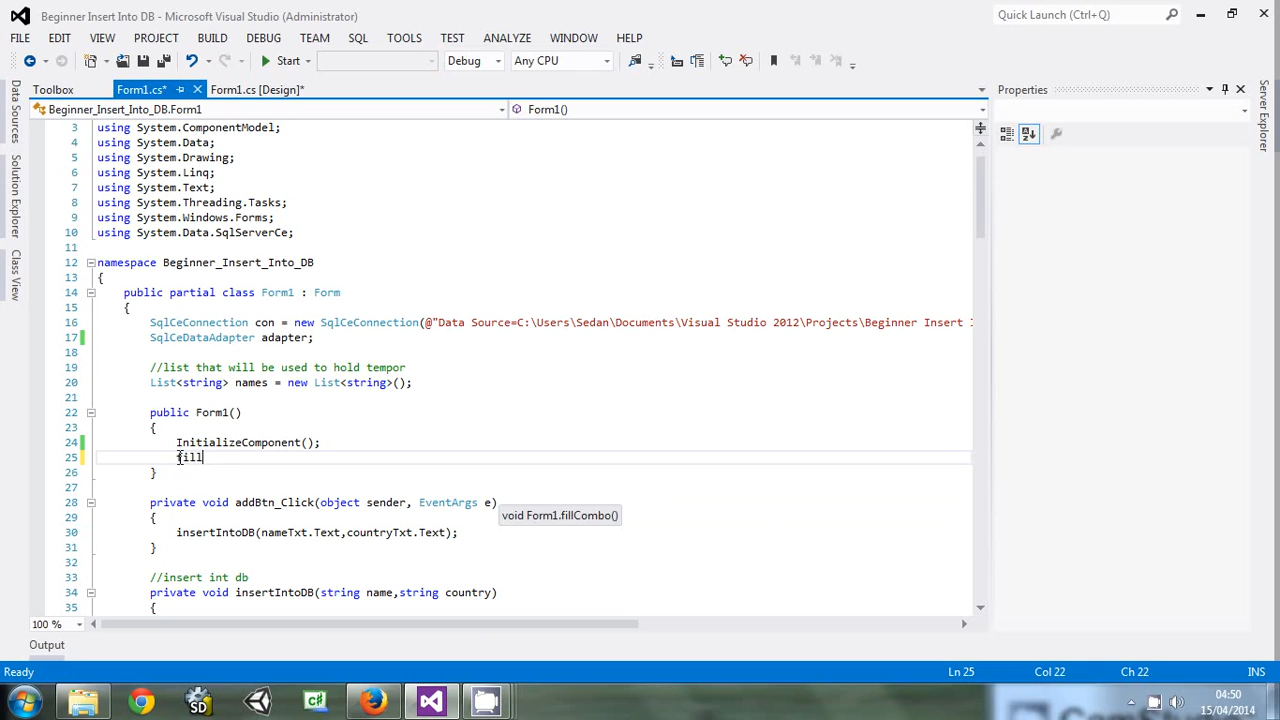 Beginner Insert Into DB - Microsoft Visual Studio (Administrator)
Quick Launch (Ctrl+Q)
FILE EDIT VIEW PROJECT BUILD DEBUG TEAM SQL TOOLS TEST ANALYZE WINDOW HELP
Start Debug Any CPU
Toolbox Form1.cs* Form1.cs [Design]* Properties
Beginner_Insert_Into_DB.Form1 Form1()
3 using System.ComponentModel;
4 using System.Data;
5 using System.Drawing;
6 using System.Linq;
7 using System.Text;
8 using System.Threading.Tasks;
9 using System.Windows.Forms;
10 using System.Data.SqlServerCe;
11
12 namespace Beginner_Insert_Into_DB
13 {
14 public partial class Form1 : Form
15 {
16 SqlCeConnection con = new SqlCeConnection(@"Data Source=C:\Users\Sedan\Documents\Visual Studio 2012\Projects\Beginner Insert
17 SqlCeDataAdapter adapter;
18
19 //list that will be used to hold tempor
20 List<string> names = new List<string>();
21
22 public Form1()
23 {
24 InitializeComponent();
25 fill
26 }
27
28 private void addBtn_Click(object sender, EventArgs e)
void Form1.fillCombo()
29 {
30 insertIntoDB(nameTxt.Text,countryTxt.Text);
31 }
32
33 //insert int db
34 private void insertIntoDB(string name,string country)
35 {
100 %
Output
Ready Ln 25 Col 22 Ch 22 INS
Data Sources
Solution Explorer
Class View
Server Explorer
SD
C#
04:50
15/04/2014